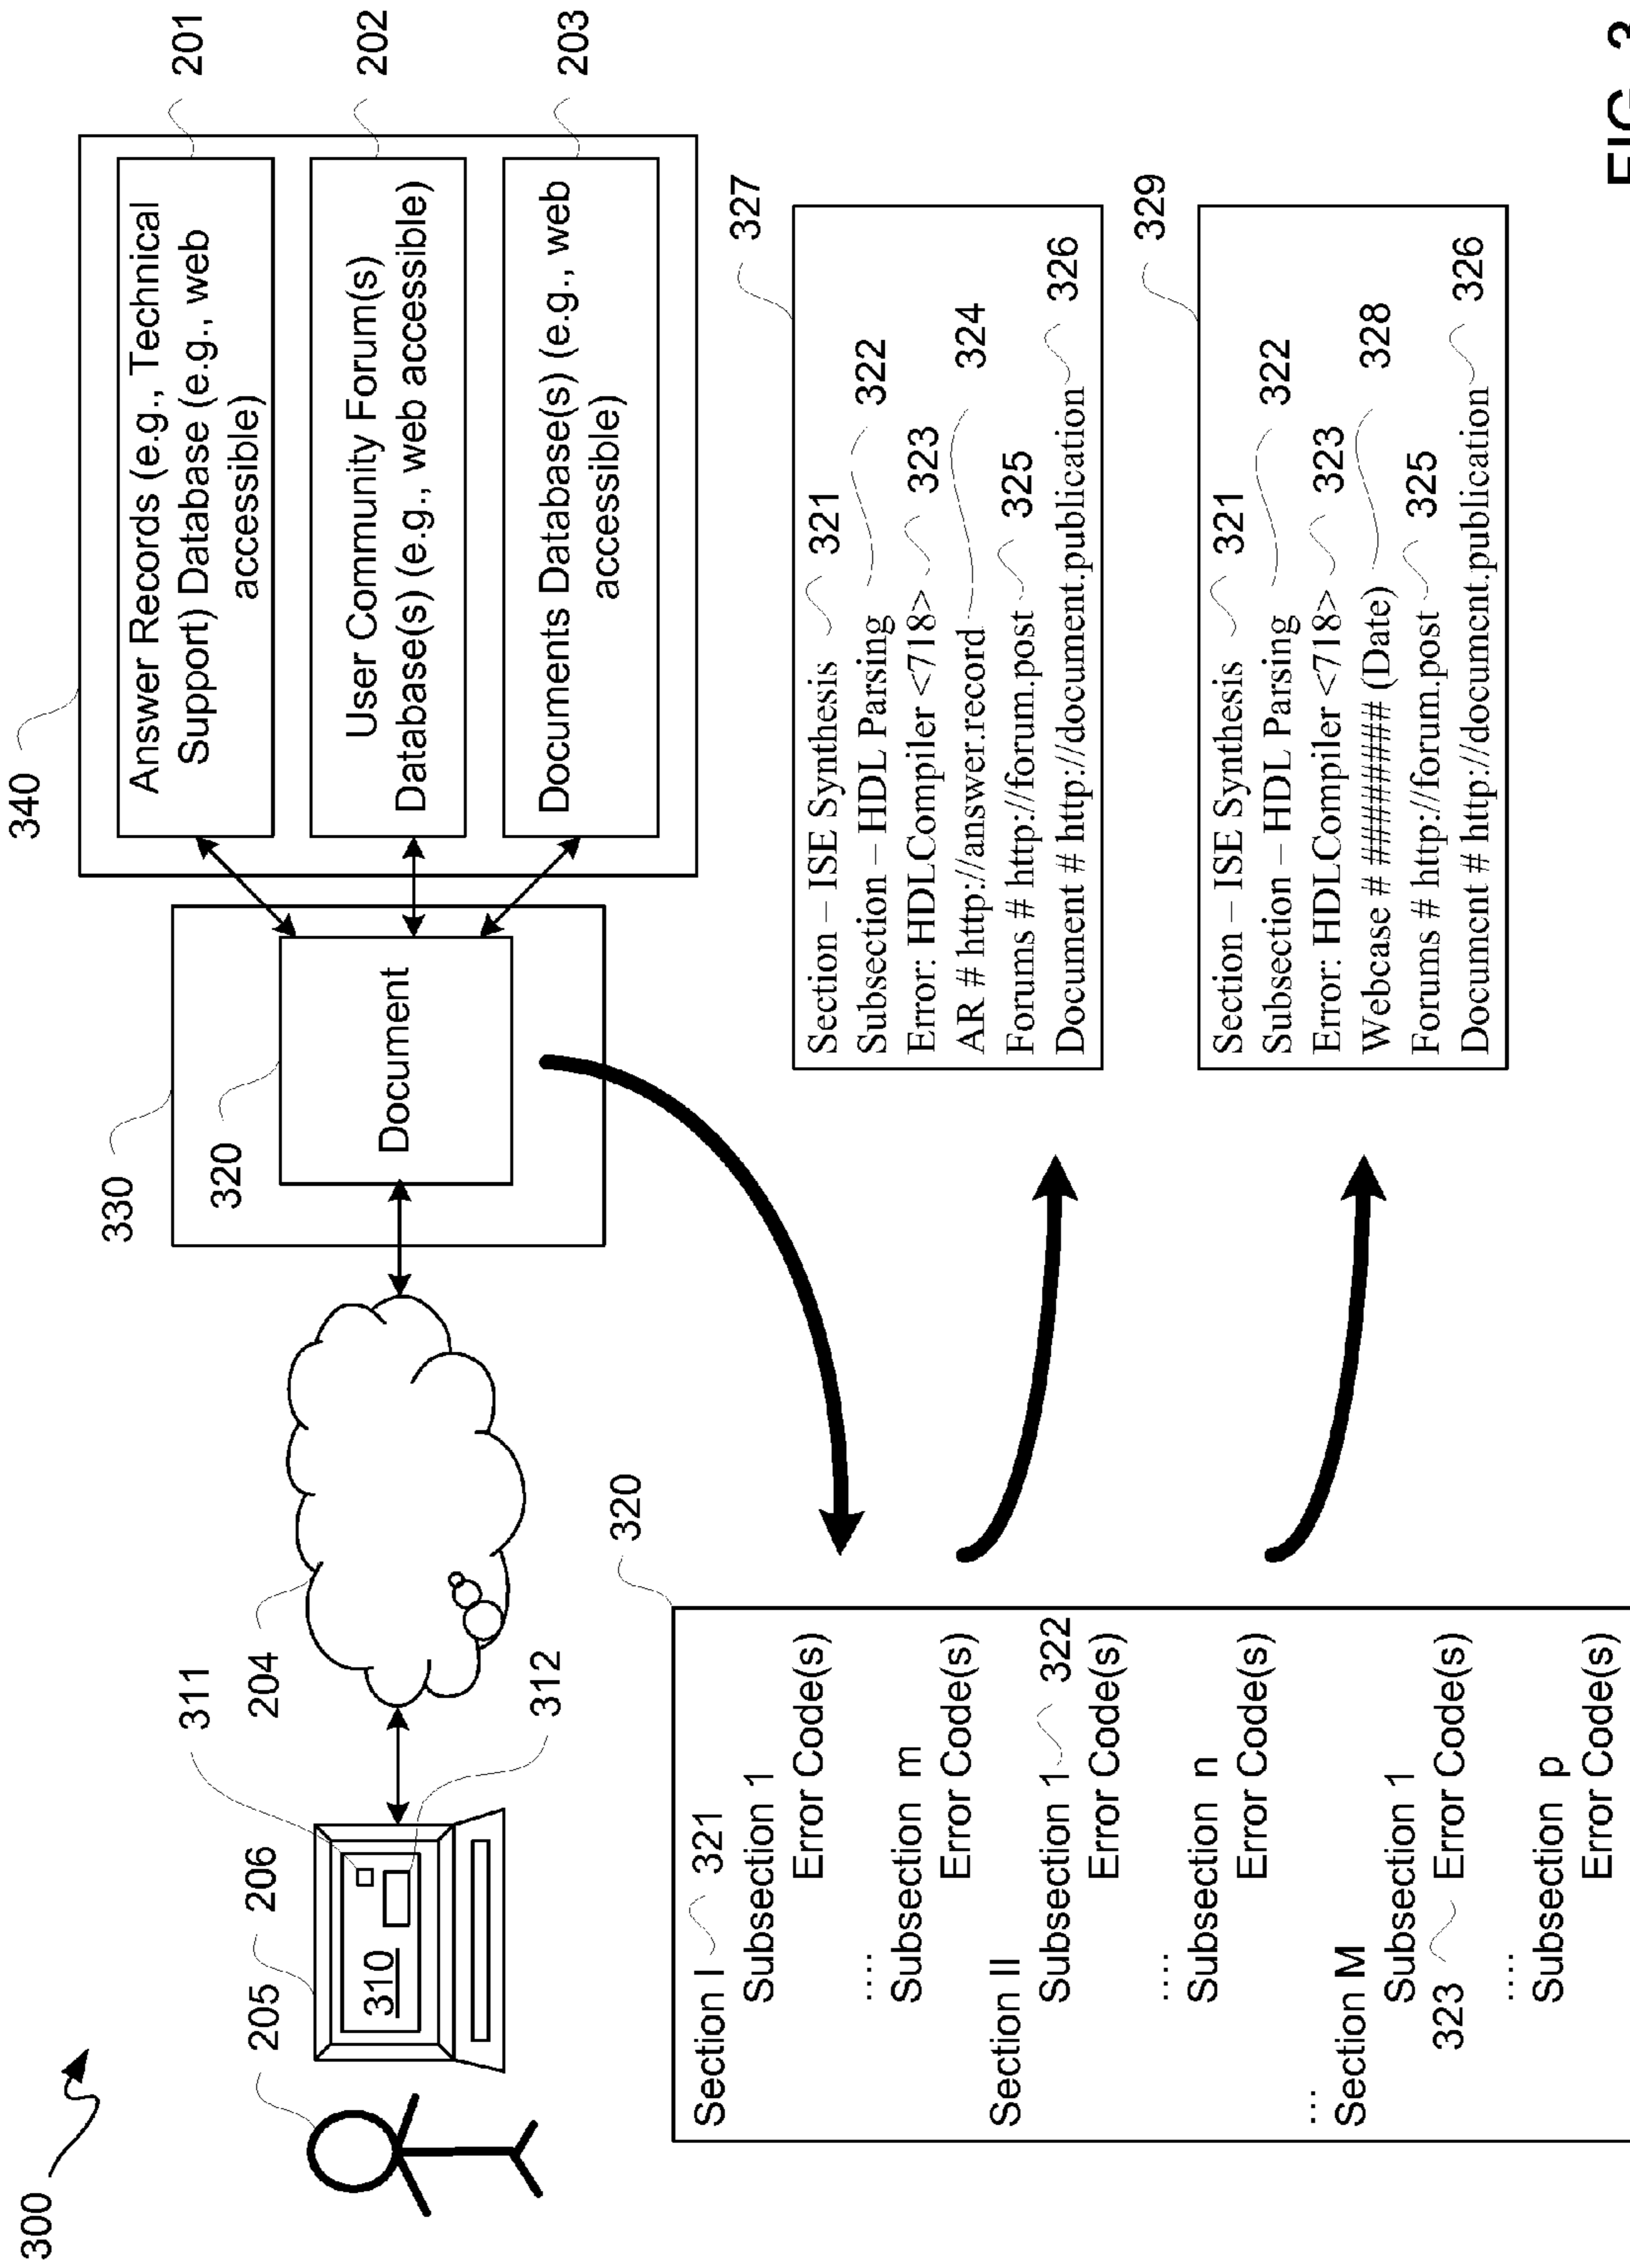 300
205
206
311
204
312
310
330
320
Document
340
Answer Records (e.g., Technical
Support) Database (e.g., web
accessible)
201
User Community Forum(s)
Database(s) (e.g., web accessible)
202
Documents Database(s) (e.g., web
accessible)
203
320
Section I 321
Subsection 1
Error Code(s)
....
Subsection m
Error Code(s)
Section II
Subsection 1 322
Error Code(s)
....
Subsection n
Error Code(s)
...
Section M
Subsection 1
323 Error Code(s)
....
Subsection p
Error Code(s)
327
Section – ISE Synthesis 321
Subsection – HDL Parsing 322
Error: HDLCompiler <718> 323
AR # http://answer.record 324
Forums # http://forum.post 325
Document # http://document.publication 326
329
Section – ISE Synthesis 321
Subsection – HDL Parsing 322
Error: HDLCompiler <718> 323
Webcase # ####### (Date) 328
Forums # http://forum.post 325
Document # http://document.publication 326
FIG. 3